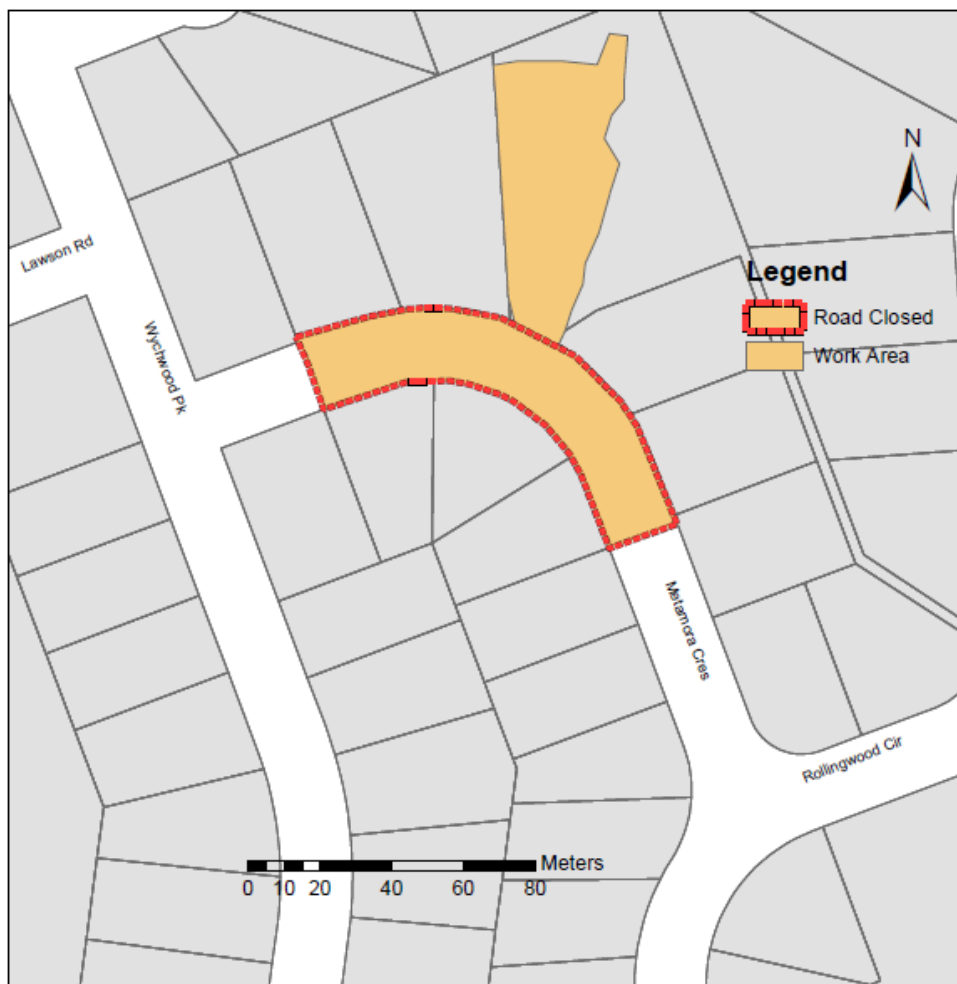 N
Lawson Rd
Legend
Road Closed
Work Area
Wychwood Pk
Metamora Cres
Rollingwood Cir
Meters
0 10 20 40 60 80